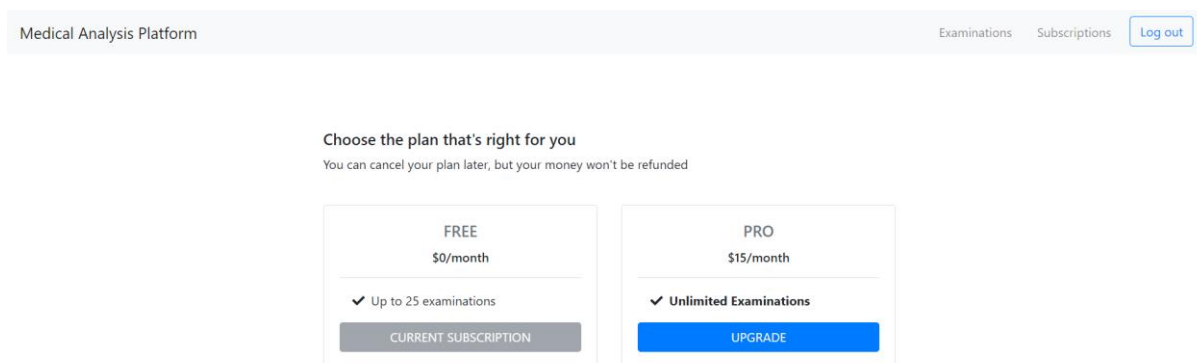 Medical Analysis Platform
Examinations
Subscriptions
Log out
Choose the plan that's right for you
You can cancel your plan later, but your money won't be refunded
FREE
$0/month
Up to 25 examinations
CURRENT SUBSCRIPTION
PRO
$15/month
Unlimited Examinations
UPGRADE